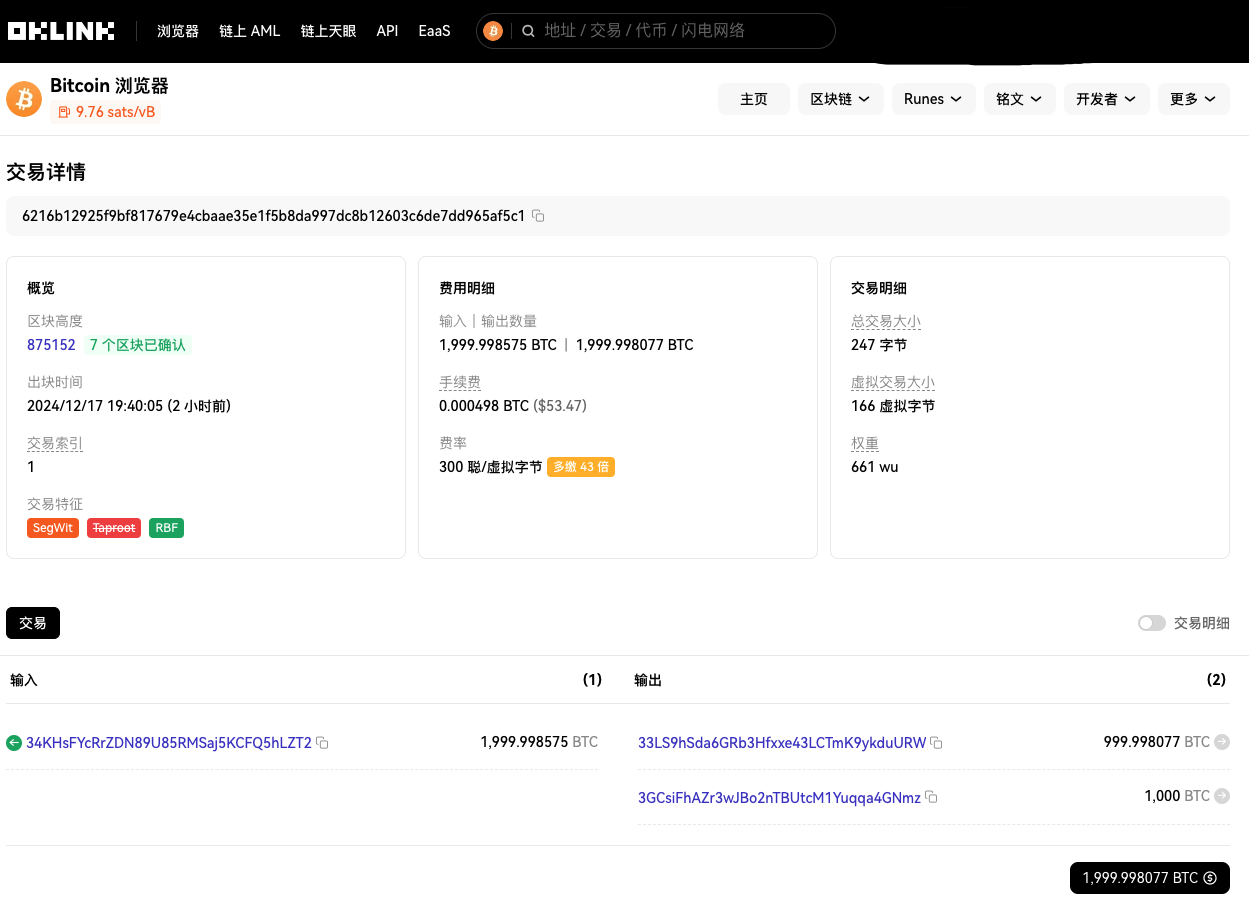 OKLINK 浏览器 链上 AML 链上天眼 API EaaS 地址 / 交易 / 代币 / 闪电网络
Bitcoin 浏览器
9.76 sats/vB
主页 区块链 Runes 铭文 开发者 更多
交易详情
6216b12925f9bf817679e4cbaae35e1f5b8da997dc8b12603c6de7dd965af5c1
概览
区块高度
875152 7 个区块已确认
出块时间
2024/12/17 19:40:05 (2 小时前)
交易索引
1
交易特征
SegWit Taproot RBF
费用明细
输入 | 输出数量
1,999.998575 BTC | 1,999.998077 BTC
手续费
0.000498 BTC ($53.47)
费率
300 聪/虚拟字节 多缴 43 倍
交易明细
总交易大小
247 字节
虚拟交易大小
166 虚拟字节
权重
661 wu
交易 交易明细
输入 (1) 输出 (2)
34KHsFYcRrZDN89U85RMSaj5KCFQ5hLZT2 1,999.998575 BTC 33LS9hSda6GRb3Hfxxe43LCTmK9ykduURW 999.998077 BTC
3GCsiFhAZr3wJBo2nTBUtcM1Yuqqa4GNmz 1,000 BTC
1,999.998077 BTC